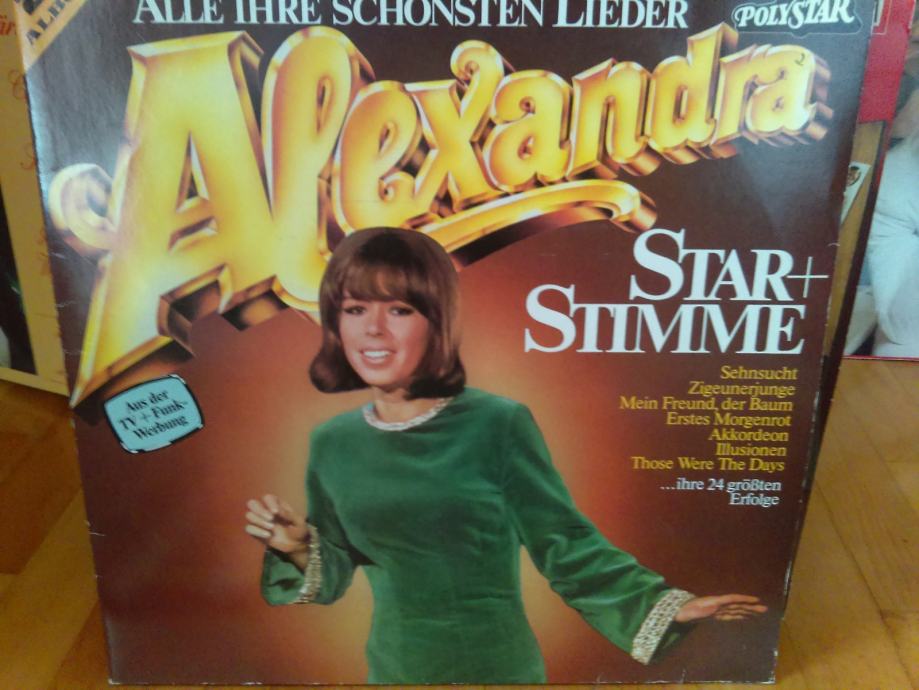 ALLE IHRE SCHÖNSTEN LIEDER
POLYSTAR
Alexandra
STAR+
STIMME
Sehnsucht
Zigeunerjunge
Mein Freund, der Baum
Erstes Morgenrot
Akkordeon
Illusionen
Those Were The Days
...ihre 24 größten
Erfolge
Aus der
TV + Funk-
Werbung